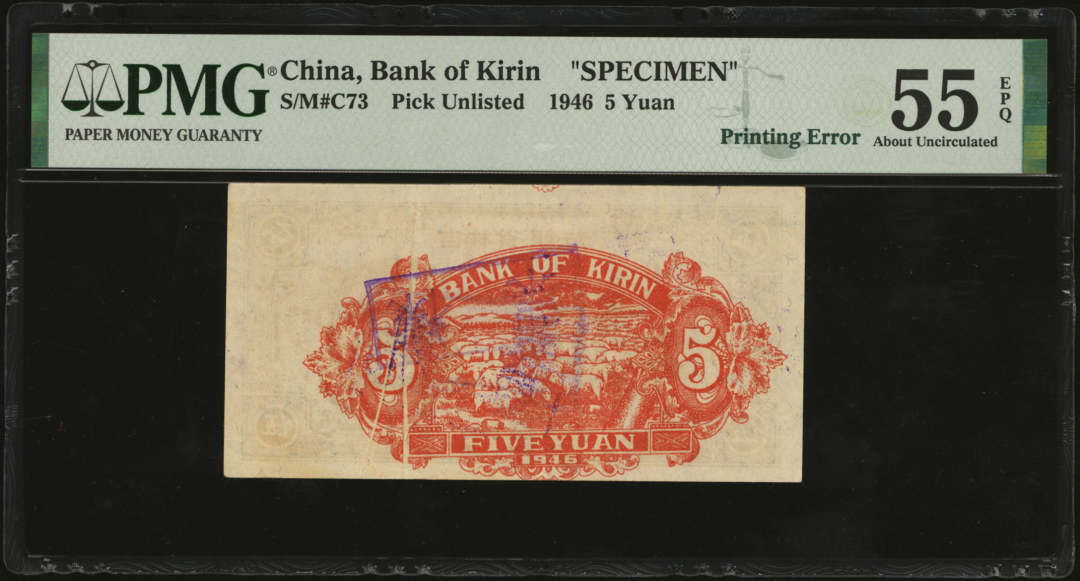 PMG® China, Bank of Kirin "SPECIMEN"
S/M#C73 Pick Unlisted 1946 5 Yuan
PAPER MONEY GUARANTY
Printing Error
55 EPQ
About Uncirculated
BANK OF KIRIN
5 5
FIVE YUAN
1946